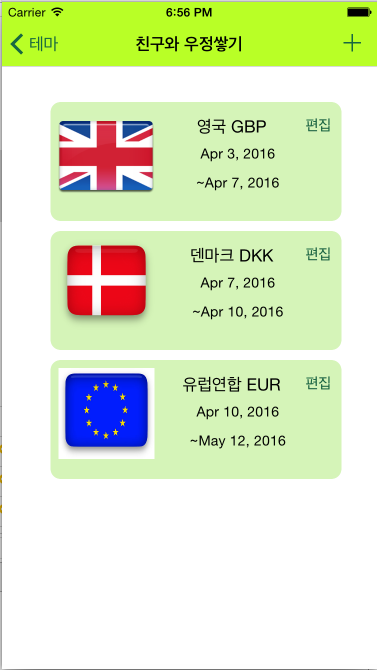 Carrier 6:56 PM
테마 친구와 우정쌓기
영국 GBP 편집
Apr 3, 2016
~Apr 7, 2016
덴마크 DKK 편집
Apr 7, 2016
~Apr 10, 2016
유럽연합 EUR 편집
Apr 10, 2016
~May 12, 2016